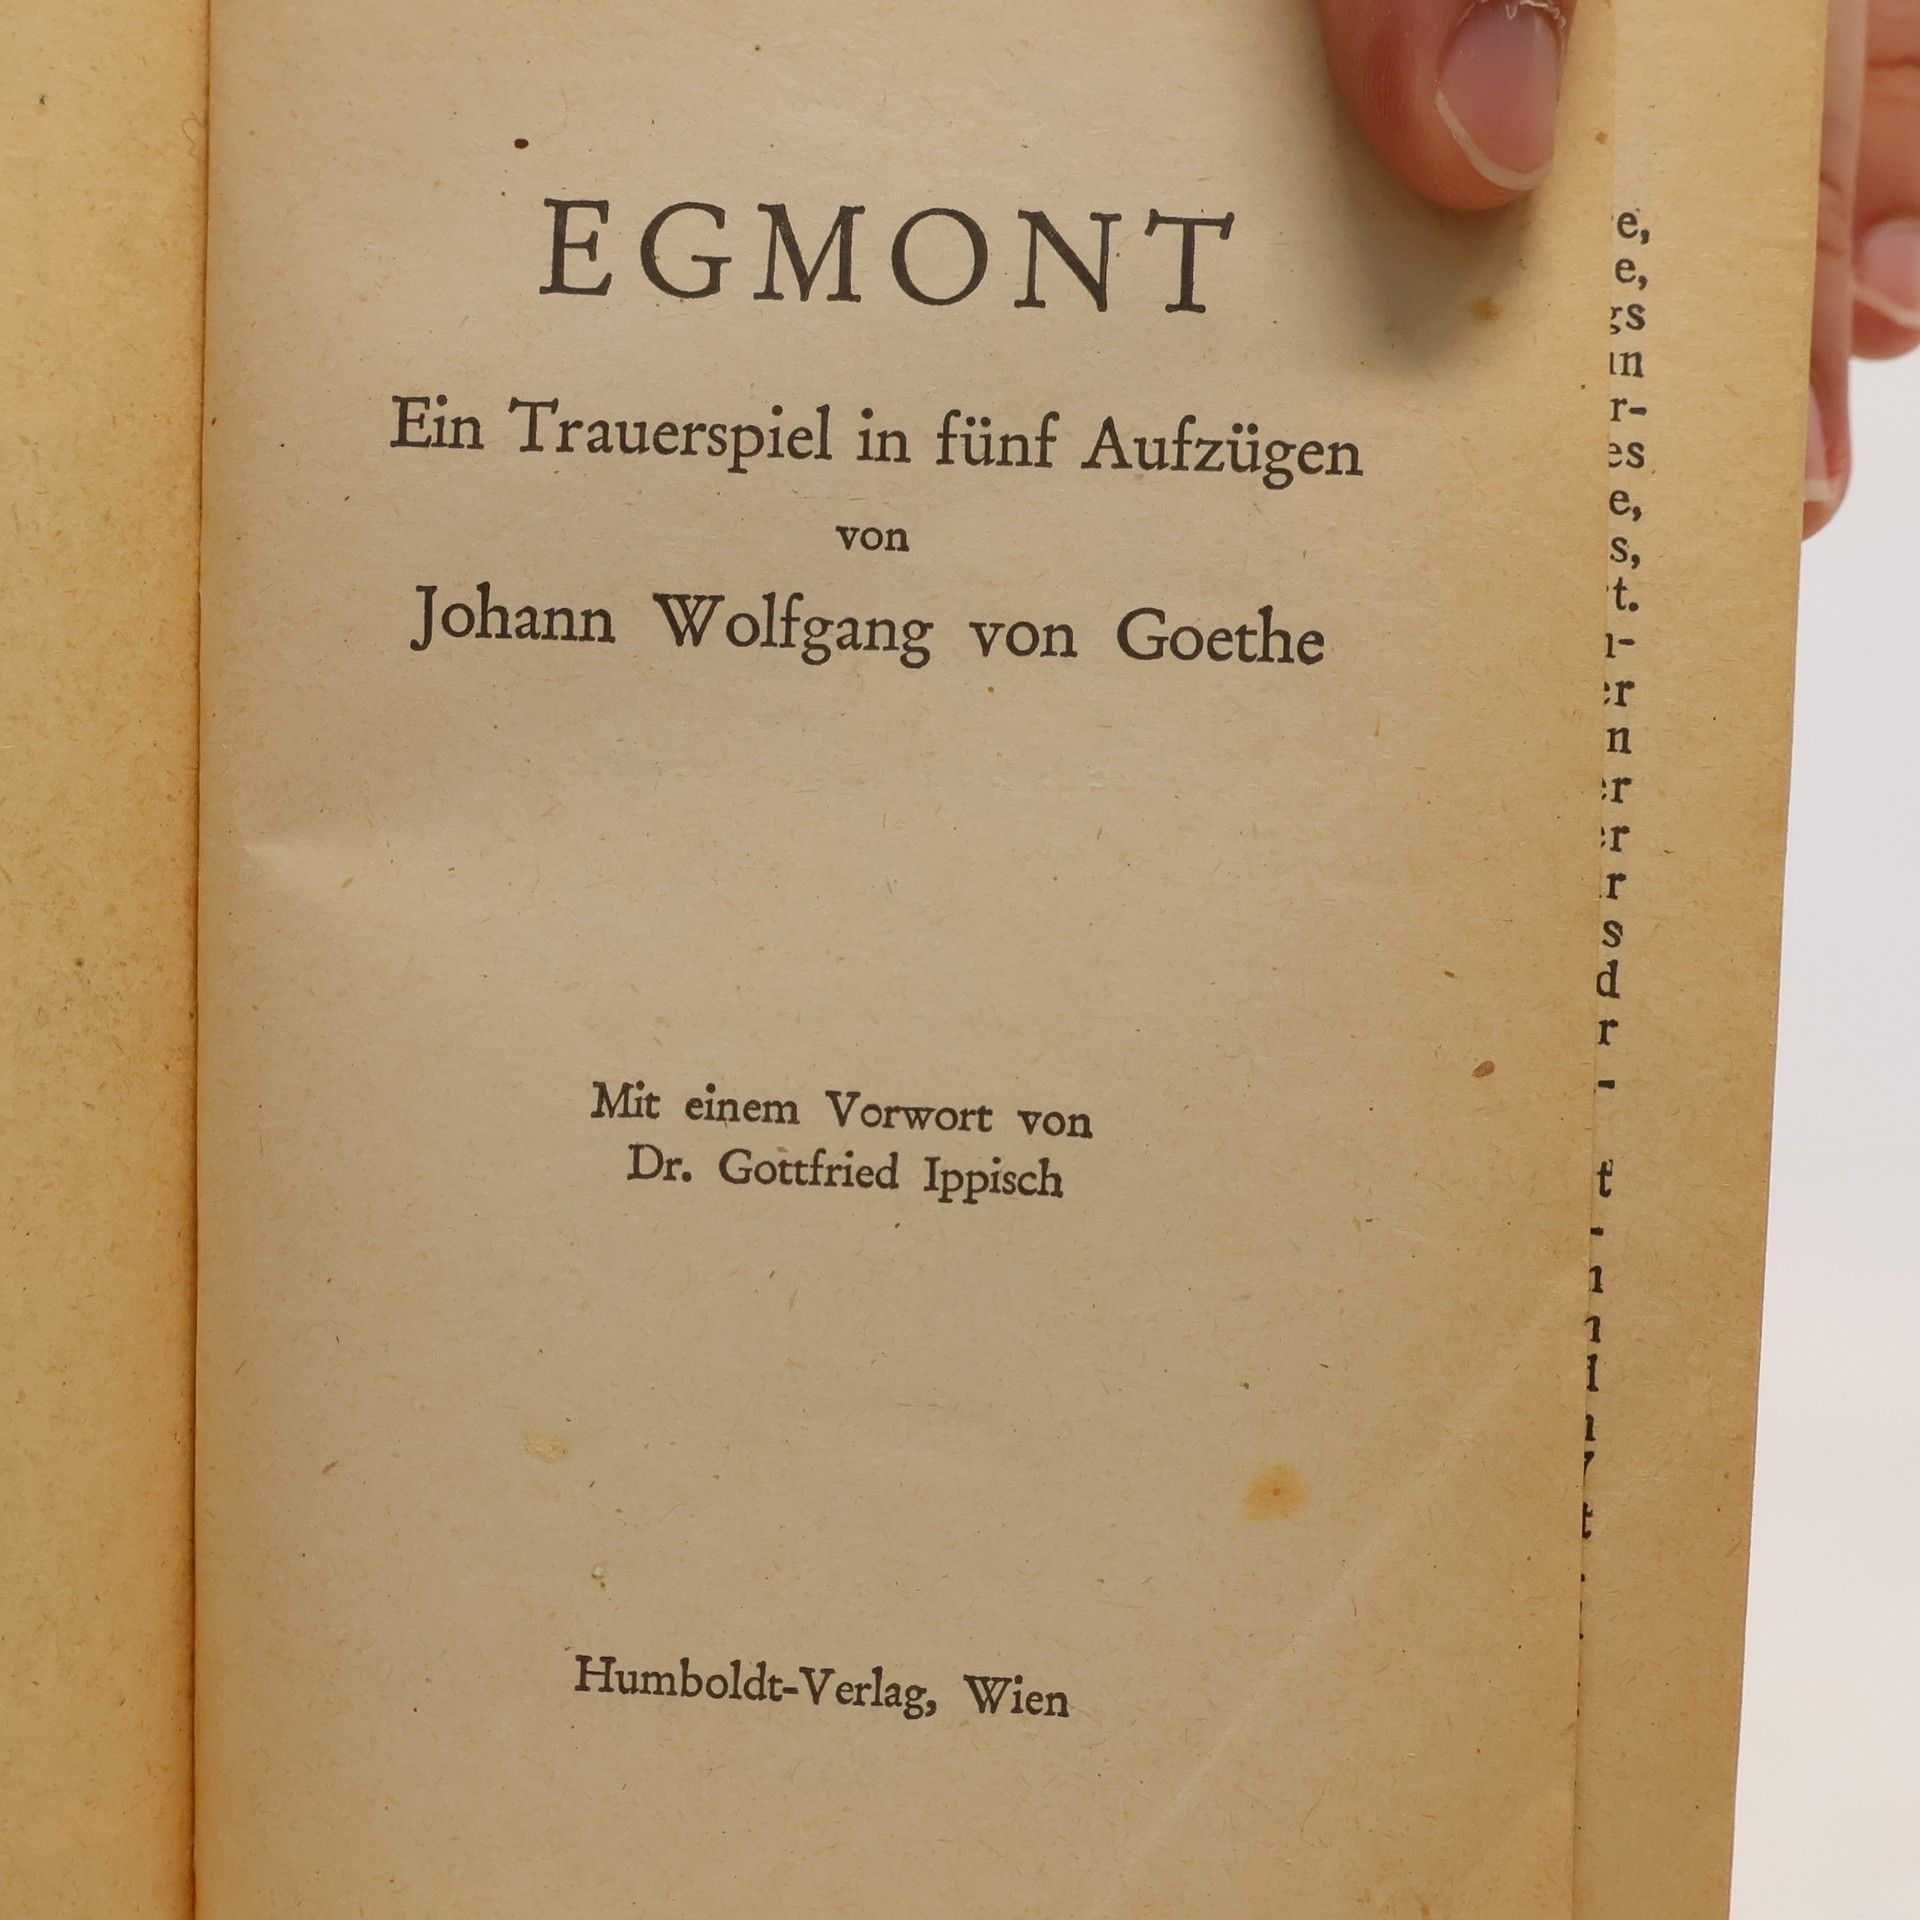 EGMONT
Ein Trauerspiel in fünf Aufzügen
von
Johann Wolfgang von Goethe
Mit einem Vorwort von
Dr. Gottfried Ippisch
Humboldt-Verlag, Wien